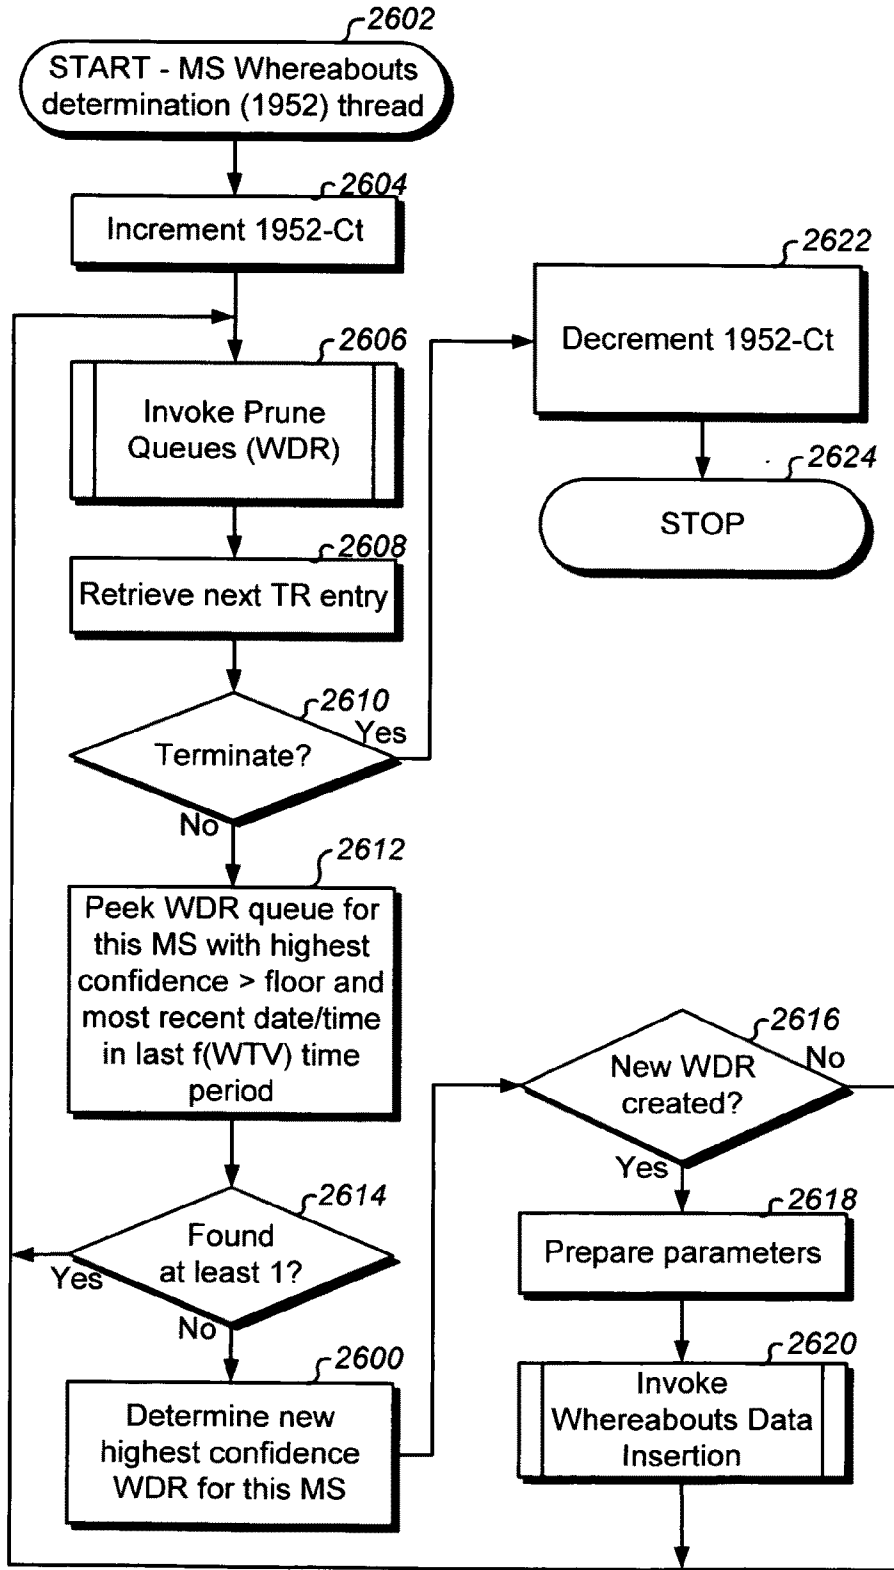 2602
START - MS Whereabouts
determination (1952) thread
2604
Increment 1952-Ct
2606
Invoke Prune
Queues (WDR)
2608
Retrieve next TR entry
2610
Terminate?
Yes
No
2612
Peek WDR queue for
this MS with highest
confidence > floor and
most recent date/time
in last f(WTV) time
period
2614
Found
at least 1?
Yes
No
2600
Determine new
highest confidence
WDR for this MS
2622
Decrement 1952-Ct
2624
STOP
2616
New WDR
created?
No
Yes
2618
Prepare parameters
2620
Invoke
Whereabouts Data
Insertion